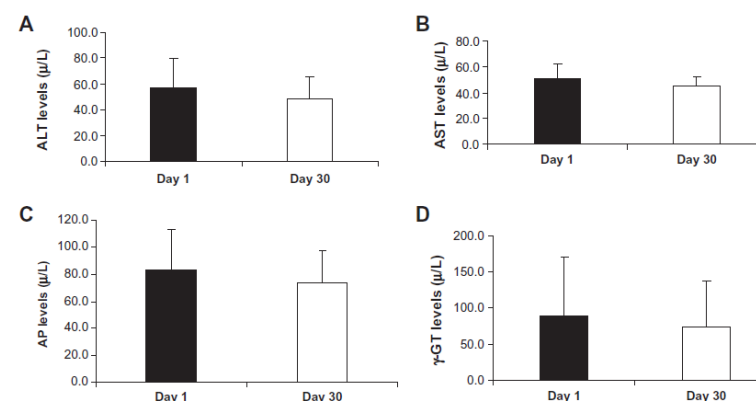 A
ALT levels (µ/L)
100.0
80.0
60.0
40.0
20.0
0.0
Day 1 Day 30
B
AST levels (µ/L)
80.0
60.0
40.0
20.0
0.0
Day 1 Day 30
C
AP levels (µ/L)
120.0
100.0
80.0
60.0
40.0
20.0
0.0
Day 1 Day 30
D
γ-GT levels (µ/L)
200.0
150.0
100.0
50.0
0.0
Day 1 Day 30